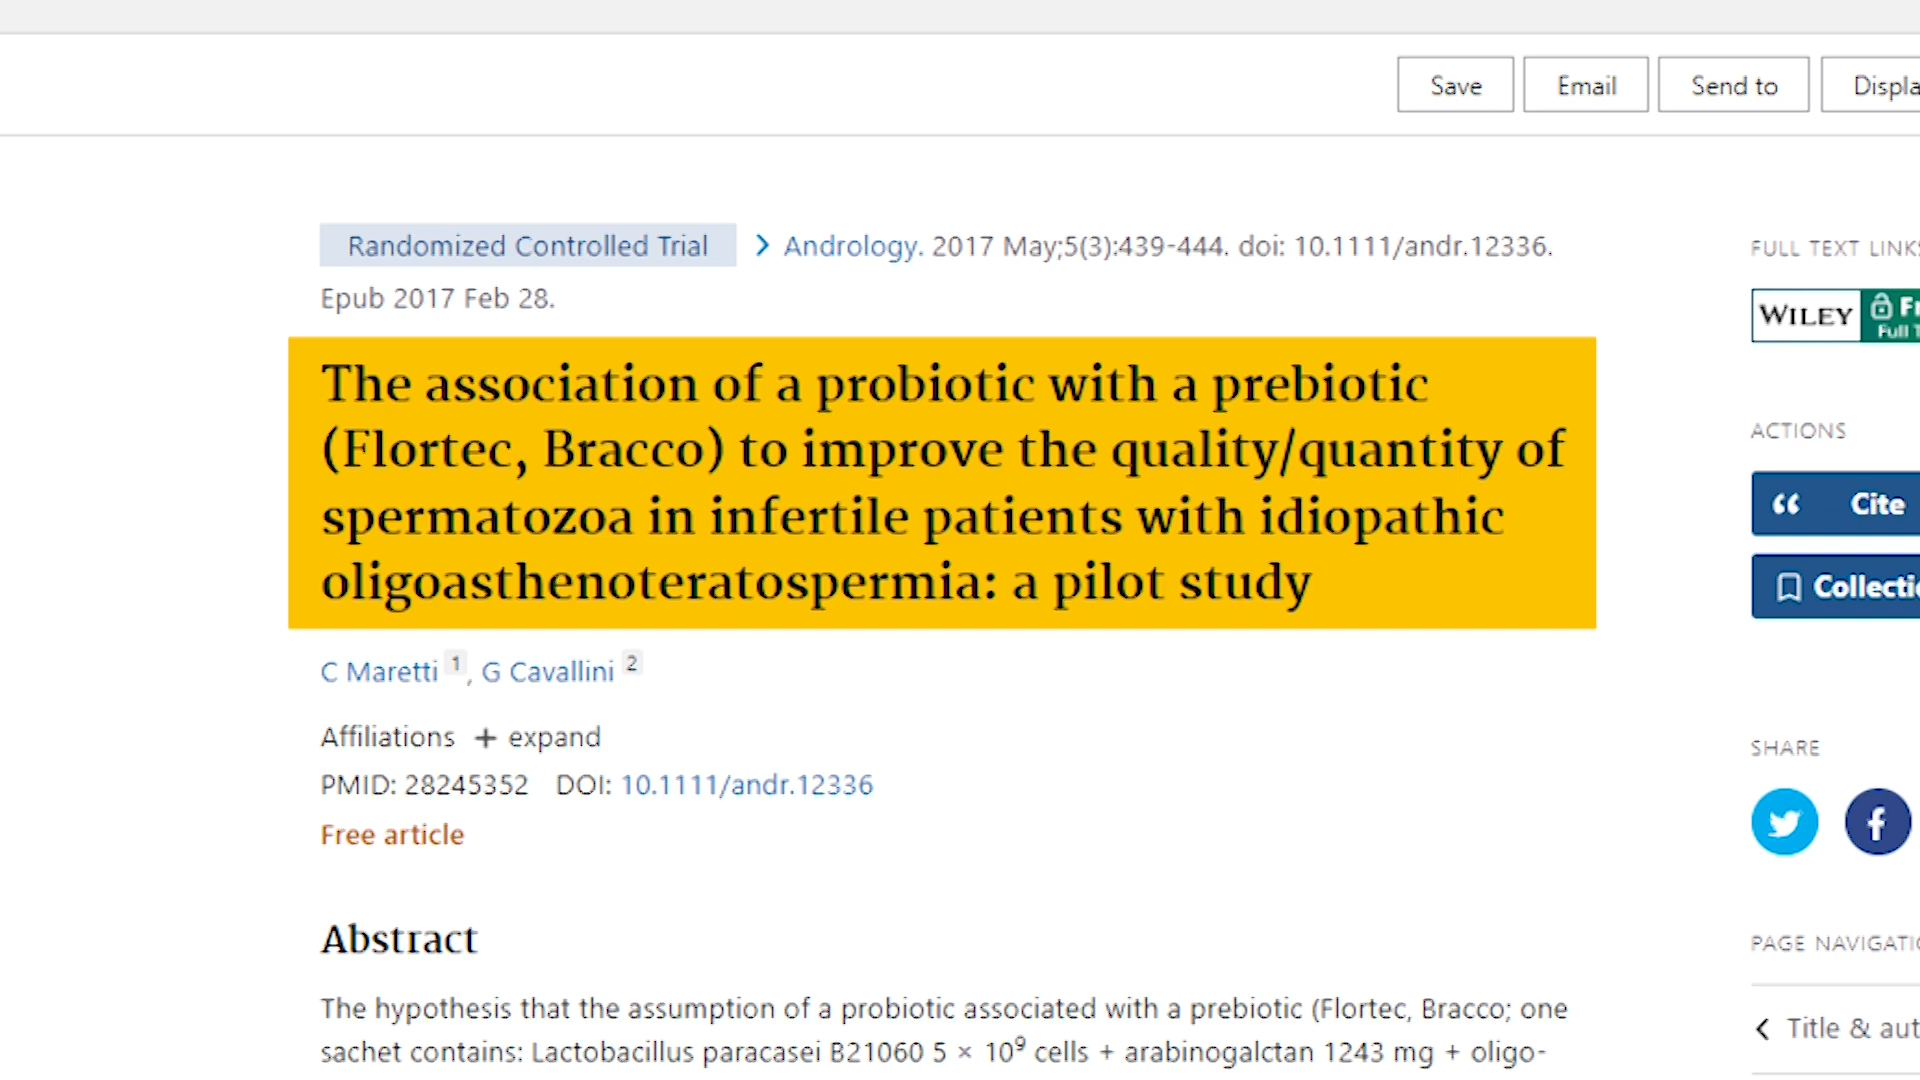 Save Email Send to
Randomized Controlled Trial > Andrology. 2017 May;5(3):439-444. doi: 10.1111/andr.12336.
Epub 2017 Feb 28.
The association of a probiotic with a prebiotic
(Flortec, Bracco) to improve the quality/quantity of
spermatozoa in infertile patients with idiopathic
oligoasthenoteratospermia: a pilot study
C Maretti 1, G Cavallini 2
Affiliations + expand
PMID: 28245352 DOI: 10.1111/andr.12336
Free article
Abstract
The hypothesis that the assumption of a probiotic associated with a prebiotic (Flortec, Bracco; one
sachet contains: Lactobacillus paracasei B21060 5 × 10⁹ cells + arabinogalctan 1243 mg + oligo-
FULL TEXT LINKS
WILEY
Full
ACTIONS
Cite
SHARE
PAGE
Title &